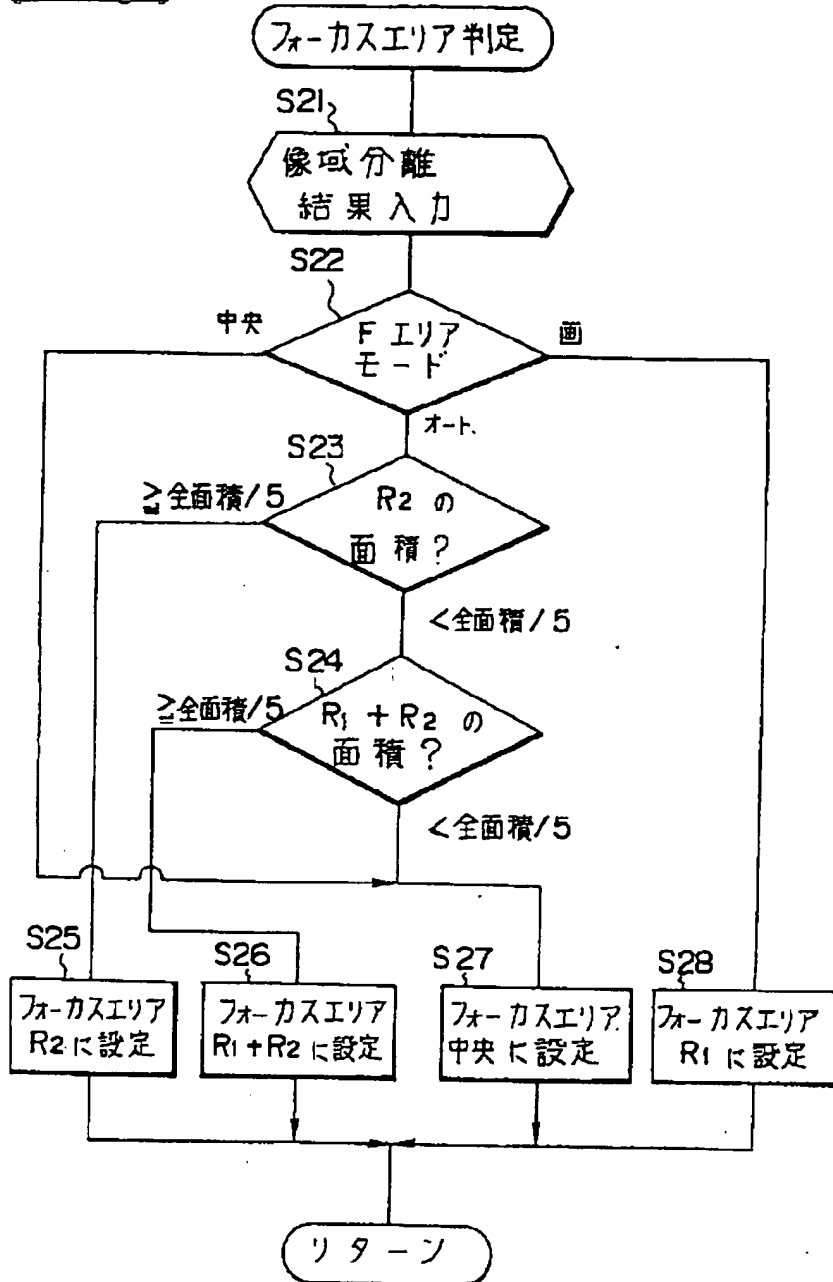 フォーカスエリア判定
S21
像域分離
結果入力
S22
中央
Fエリア
モード
画
オート
S23
≧全面積/5
R2の
面積?
<全面積/5
S24
≧全面積/5
R1+R2の
面積?
<全面積/5
S25
フォーカスエリア
R2に設定
S26
フォーカスエリア
R1+R2に設定
S27
フォーカスエリア
中央に設定
S28
フォーカスエリア
R1に設定
リターン